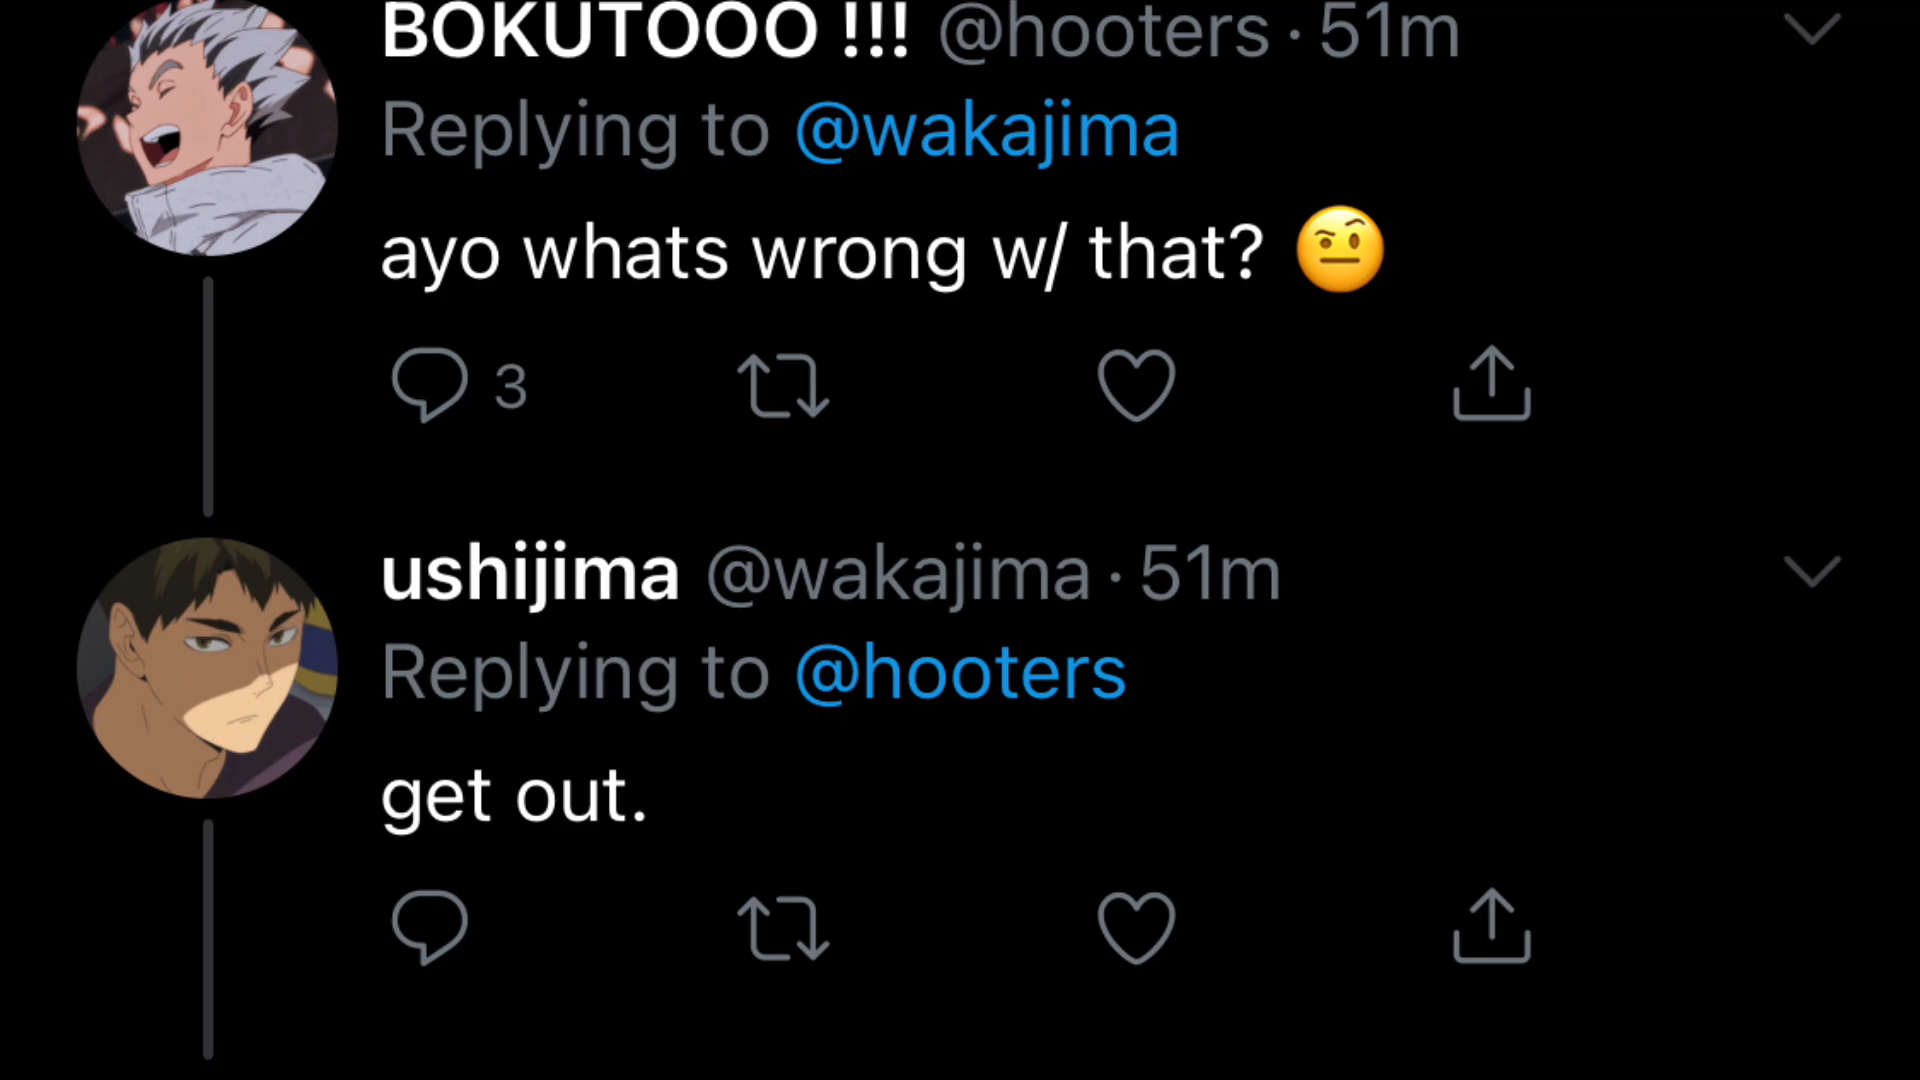 BOKUTOOO !!! @hooters · 51m
Replying to @wakajima
ayo whats wrong w/ that? 🤨
3
ushijima @wakajima · 51m
Replying to @hooters
get out.